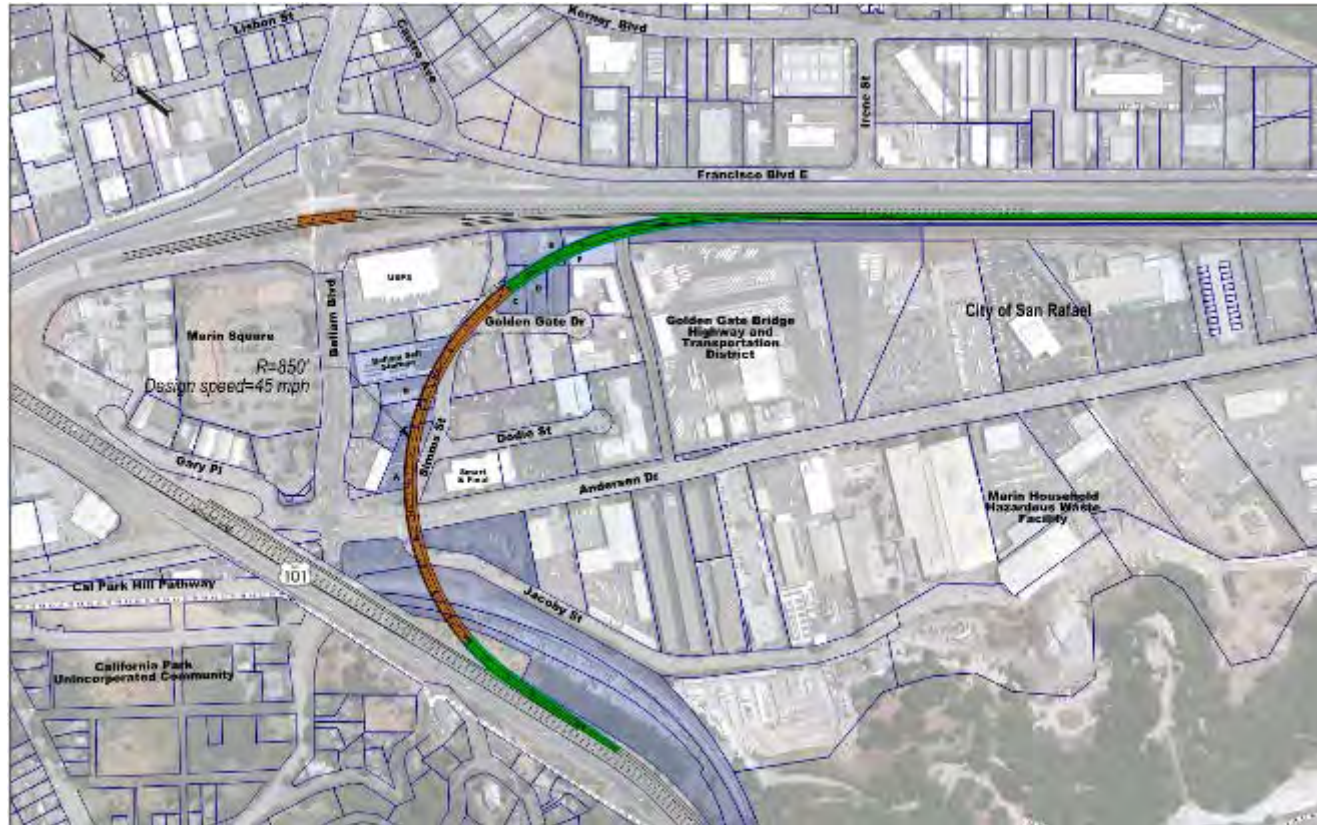 Lisbon St
Castro Ave
Kerner Blvd
Irene St
Francisco Blvd E
USPS
Bellam Blvd
Marin Square
R=850'
Design speed=45 mph
Golden Gate Dr
Golden Gate Bridge
Highway and
Transportation
District
City of San Rafael
E
F
D
C
B
A
Simms St
Dodie St
Gary Pl
Smart
& Final
Andersen Dr
Marin Household
Hazardous Waste
Facility
101
Cal Park Hill Pathway
Jacoby St
California Park
Unincorporated Community